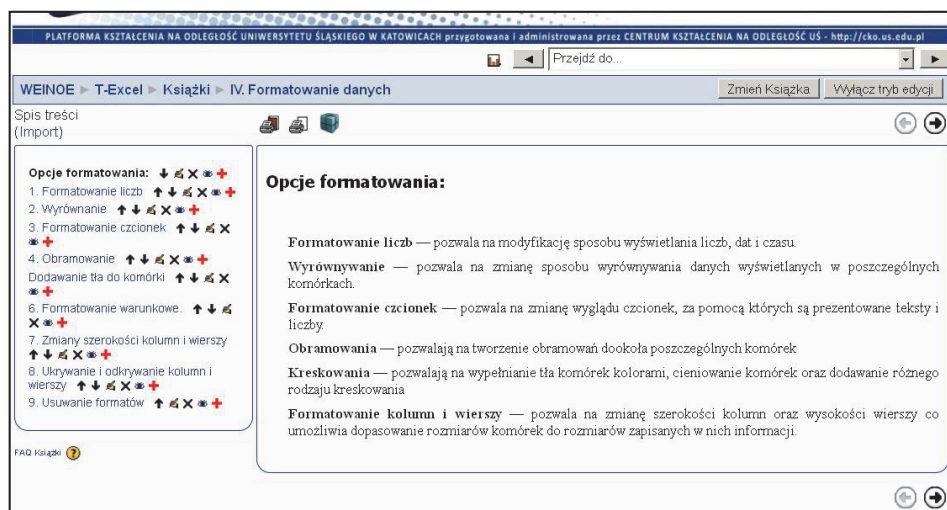 PLATFORMA KSZTAŁCENIA NA ODLEGŁOŚĆ UNIWERSYTETU ŚLĄSKIEGO W KATOWICACH przygotowana i administrowana przez CENTRUM KSZTAŁCENIA NA ODLEGŁOŚĆ UŚ - http://cko.us.edu.pl
Przejdź do...
WEINOE ► T-Excel ► Książki ► IV. Formatowanie danych
Zmień Książka
Wyłącz tryb edycji
Spis treści
(Import)
Opcje formatowania:
1. Formatowanie liczb
2. Wyrównanie
3. Formatowanie czcionek
4. Obramowanie
Dodawanie tła do komórki
6. Formatowanie warunkowe.
7. Zmiany szerokości kolumn i wierszy
8. Ukrywanie i odkrywanie kolumn i
wierszy
9. Usuwanie formatów
FAQ Książki
Opcje formatowania:
Formatowanie liczb — pozwala na modyfikację sposobu wyświetlania liczb, dat i czasu.
Wyrównywanie — pozwala na zmianę sposobu wyrównywania danych wyświetlanych w poszczególnych
komórkach.
Formatowanie czcionek — pozwala na zmianę wyglądu czcionek, za pomocą których są prezentowane teksty i
liczby.
Obramowania — pozwalają na tworzenie obramowań dookoła poszczególnych komórek
Kreskowania — pozwalają na wypełnianie tła komórek kolorami, cieniowanie komórek oraz dodawanie różnego
rodzaju kreskowania
Formatowanie kolumn i wierszy — pozwala na zmianę szerokości kolumn oraz wysokości wierszy co
umożliwia dopasowanie rozmiarów komórek do rozmiarów zapisanych w nich informacji.